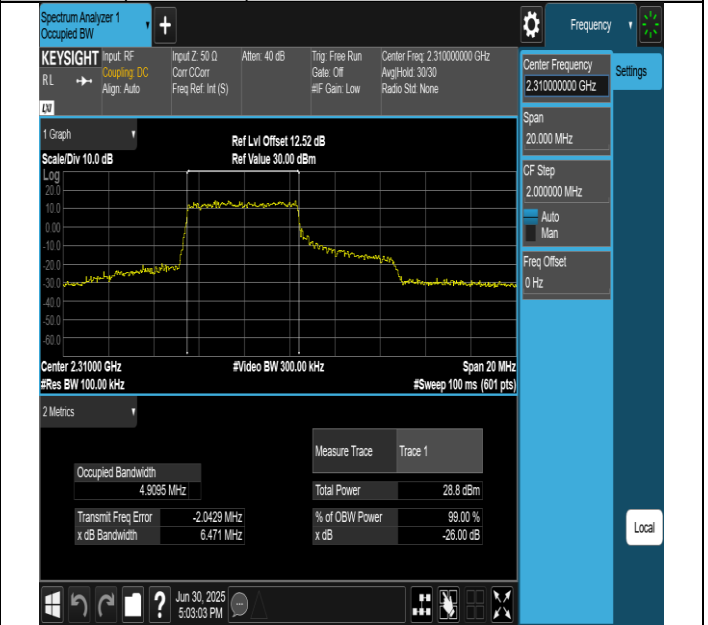 Spectrum Analyzer 1
Occupied BW
Frequency
KEYSIGHT
RL
LXI
Input: RF
Coupling: DC
Align: Auto
Input Z: 50 Ω
Corr CCorr
Freq Ref: Int (S)
Atten: 40 dB
Trig: Free Run
Gate: Off
#IF Gain: Low
Center Freq: 2.310000000 GHz
Avg|Hold: 30/30
Radio Std: None
Center Frequency
2.310000000 GHz
Settings
Span
20.000 MHz
CF Step
2.000000 MHz
Auto
Man
Freq Offset
0 Hz
1 Graph
Scale/Div 10.0 dB
Ref Lvl Offset 12.52 dB
Ref Value 30.00 dBm
Log
20.0
10.0
0.00
-10.0
-20.0
-30.0
-40.0
-50.0
-60.0
Center 2.31000 GHz
#Video BW 300.00 kHz
Span 20 MHz
#Res BW 100.00 kHz
#Sweep 100 ms (601 pts)
2 Metrics
Measure Trace Trace 1
Occupied Bandwidth
4.9095 MHz
Total Power 28.8 dBm
Transmit Freq Error -2.0429 MHz
% of OBW Power 99.00 %
x dB Bandwidth 6.471 MHz
x dB -26.00 dB
Local
?
Jun 30, 2025
5:03:03 PM